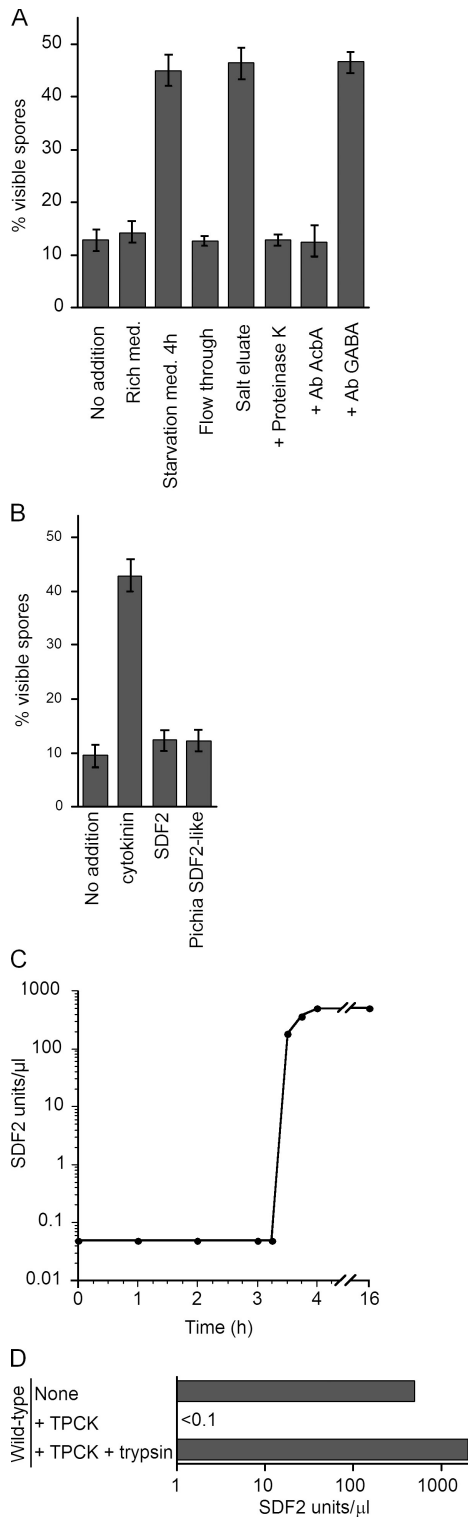 A
50
40
30
20
10
0
% visible spores
No addition
Rich med.
Starvation med. 4h
Flow through
Salt eluate
+ Proteinase K
+ Ab AcbA
+ Ab GABA
B
50
40
30
20
10
0
% visible spores
No addition
cytokinin
SDF2
Pichia SDF2-like
C
1000
100
10
1
0.1
0.01
SDF2 units/µl
0 1 2 3 4 16
Time (h)
D
Wild-type
None
+ TPCK
<0.1
+ TPCK + trypsin
1 10 100 1000
SDF2 units/µl